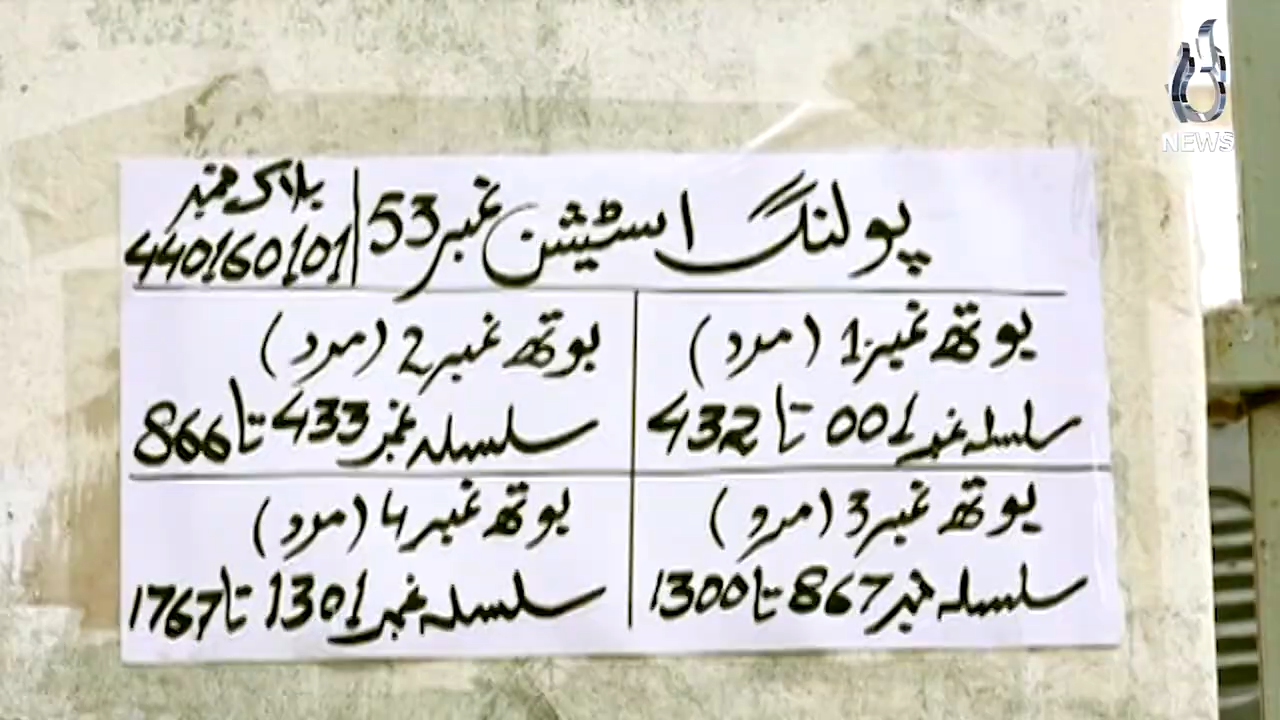 پولنگ اسٹیشن نمبر 53
بلاک نمبر
440160101
بوتھ نمبر 1 (مرد)
سلسلہ نمبر 001 تا 432
بوتھ نمبر 2 (مرد)
سلسلہ نمبر 433 تا 866
بوتھ نمبر 3 (مرد)
سلسلہ نمبر 867 تا 1300
بوتھ نمبر 4 (مرد)
سلسلہ نمبر 1301 تا 1767
NEWS